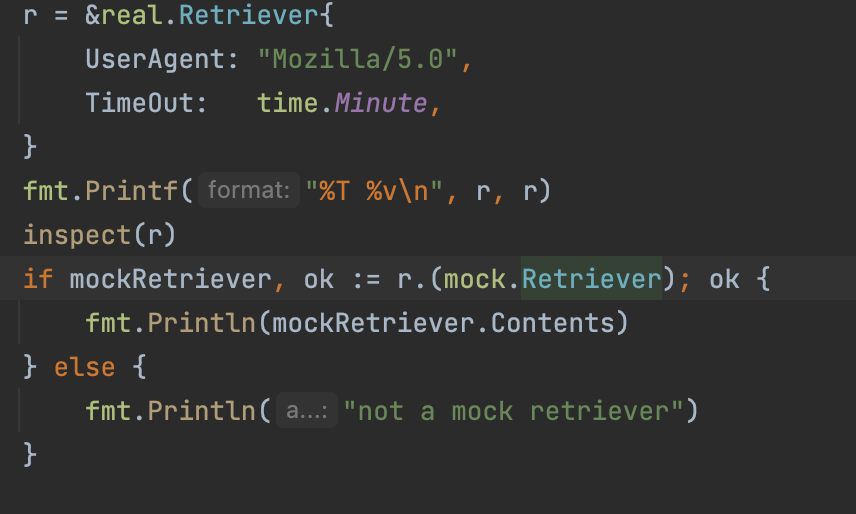 r = &real.Retriever{
UserAgent: "Mozilla/5.0",
TimeOut:   time.Minute,
}
fmt.Printf( format: "%T %v\n", r, r)
inspect(r)
if mockRetriever, ok := r.(mock.Retriever); ok {
fmt.Println(mockRetriever.Contents)
} else {
fmt.Println( a...: "not a mock retriever")
}